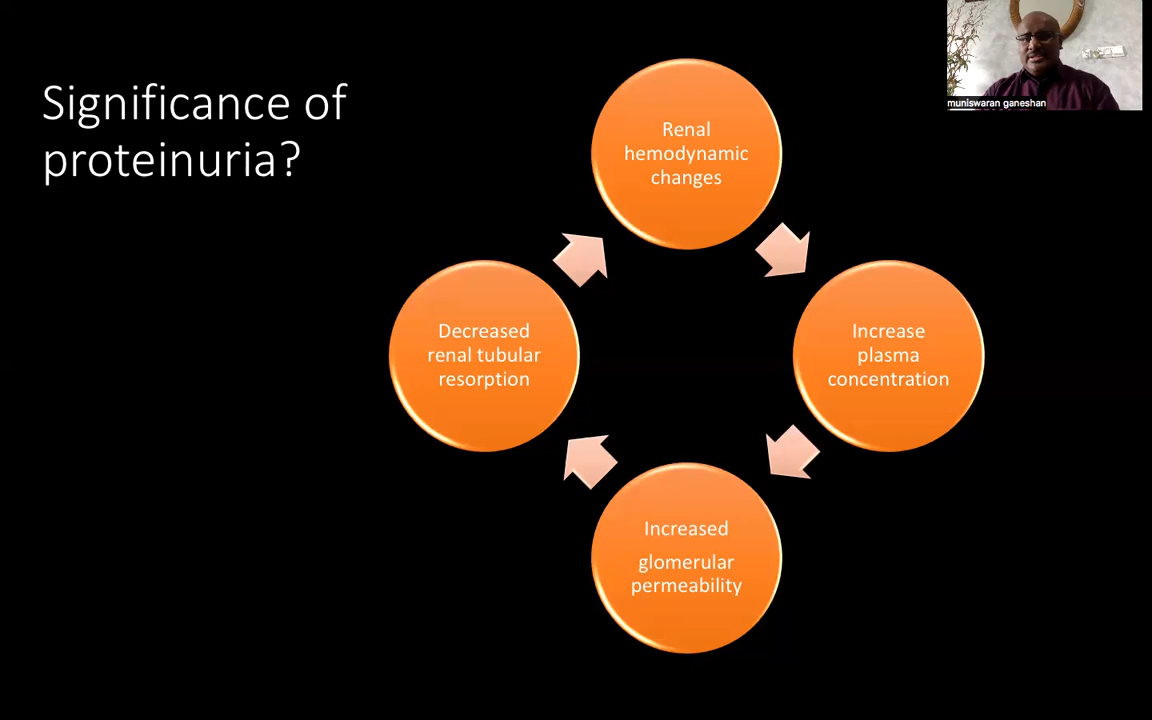 Significance of
proteinuria?
muniswaran ganeshan
Renal
hemodynamic
changes
Increase
plasma
concentration
Increased
glomerular
permeability
Decreased
renal tubular
resorption